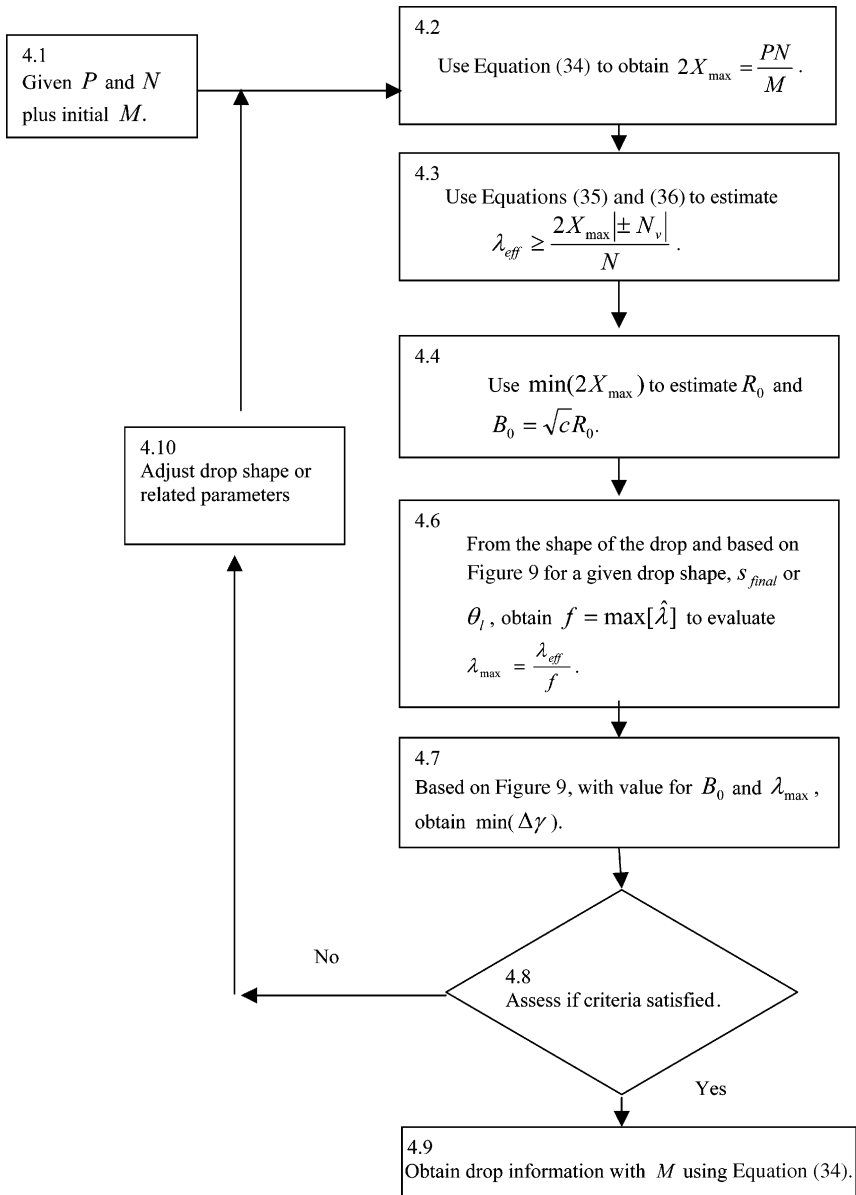 4.1
Given P and N
plus initial M.
4.2
Use Equation (34) to obtain 2X_max = PN/M .
4.3
Use Equations (35) and (36) to estimate
λ_eff ≥ 2X_max|± N_v| / N .
4.4
Use min(2X_max) to estimate R_0 and
B_0 = √c R_0.
4.10
Adjust drop shape or
related parameters
4.6
From the shape of the drop and based on
Figure 9 for a given drop shape, s_final or
θ_l, obtain f = max[λ̂] to evaluate
λ_max = λ_eff / f .
4.7
Based on Figure 9, with value for B_0 and λ_max ,
obtain min(Δγ).
No
4.8
Assess if criteria satisfied.
Yes
4.9
Obtain drop information with M using Equation (34).